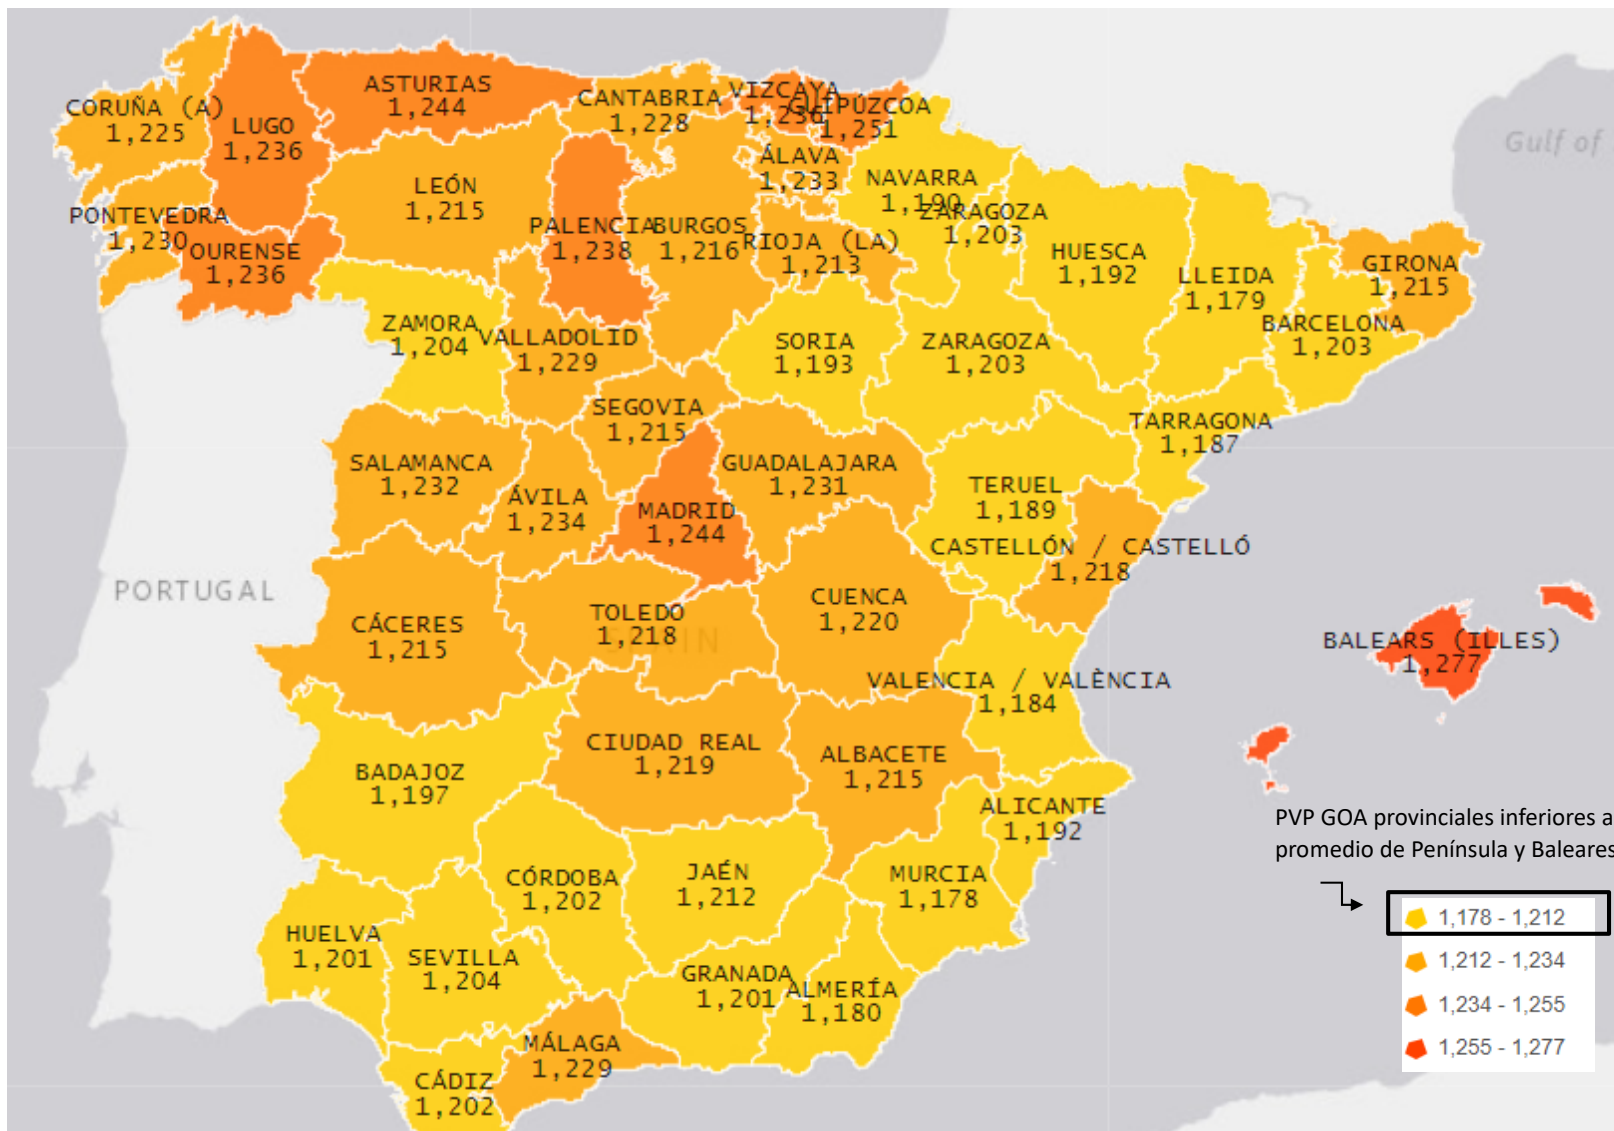 Gulf of
ASTURIAS
1,244
CORUÑA (A)
1,225
LUGO
1,236
CANTABRIA
1,228
VIZCAYA
1,236
GUIPÚZCOA
1,251
ÁLAVA
1,233
NAVARRA
1,190
LEÓN
1,215
PONTEVEDRA
1,230
OURENSE
1,236
PALENCIA
1,238
BURGOS
1,216
RIOJA (LA)
1,213
ZARAGOZA
1,203
HUESCA
1,192
LLEIDA
1,179
GIRONA
1,215
BARCELONA
1,203
ZAMORA
1,204
VALLADOLID
1,229
SORIA
1,193
ZARAGOZA
1,203
SEGOVIA
1,215
TARRAGONA
1,187
SALAMANCA
1,232
ÁVILA
1,234
MADRID
1,244
GUADALAJARA
1,231
TERUEL
1,189
CASTELLÓN / CASTELLÓ
1,218
PORTUGAL
CÁCERES
1,215
TOLEDO
1,218
SPAIN
CUENCA
1,220
BALEARS (ILLES)
1,277
VALENCIA / VALÈNCIA
1,184
BADAJOZ
1,197
CIUDAD REAL
1,219
ALBACETE
1,215
ALICANTE
1,192
CÓRDOBA
1,202
JAÉN
1,212
MURCIA
1,178
HUELVA
1,201
SEVILLA
1,204
GRANADA
1,201
ALMERÍA
1,180
MÁLAGA
1,229
CÁDIZ
1,202
PVP GOA provinciales inferiores a
promedio de Península y Baleares
1,178 - 1,212
1,212 - 1,234
1,234 - 1,255
1,255 - 1,277